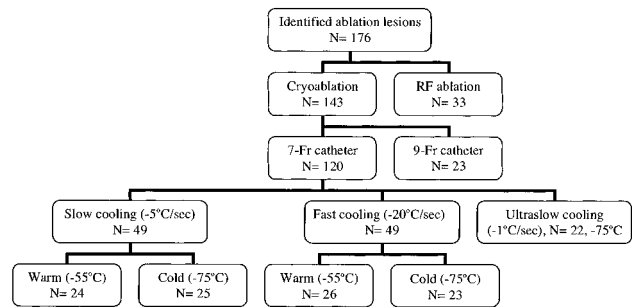 Identified ablation lesions
N= 176
Cryoablation
N= 143
RF ablation
N= 33
7-Fr catheter
N= 120
9-Fr catheter
N= 23
Slow cooling (-5°C/sec)
N= 49
Fast cooling (-20°C/sec)
N= 49
Ultraslow cooling
(-1°C/sec), N= 22, -75°C
Warm (-55°C)
N= 24
Cold (-75°C)
N= 25
Warm (-55°C)
N= 26
Cold (-75°C)
N= 23